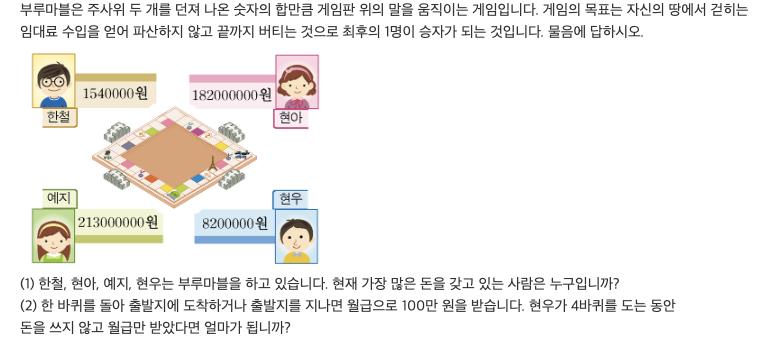 부루마블은 주사위 두 개를 던져 나온 숫자의 합만큼 게임판 위의 말을 움직이는 게임입니다. 게임의 목표는 자신의 땅에서 걷히는
임대료 수입을 얻어 파산하지 않고 끝까지 버티는 것으로 최후의 1명이 승자가 되는 것입니다. 물음에 답하시오.
1540000원
182000000원
한철
현아
예지
현우
213000000원
8200000원
(1) 한철, 현아, 예지, 현우는 부루마블을 하고 있습니다. 현재 가장 많은 돈을 갖고 있는 사람은 누구입니까?
(2) 한 바퀴를 돌아 출발지에 도착하거나 출발지를 지나면 월급으로 100만 원을 받습니다. 현우가 4바퀴를 도는 동안
돈을 쓰지 않고 월급만 받았다면 얼마가 됩니까?